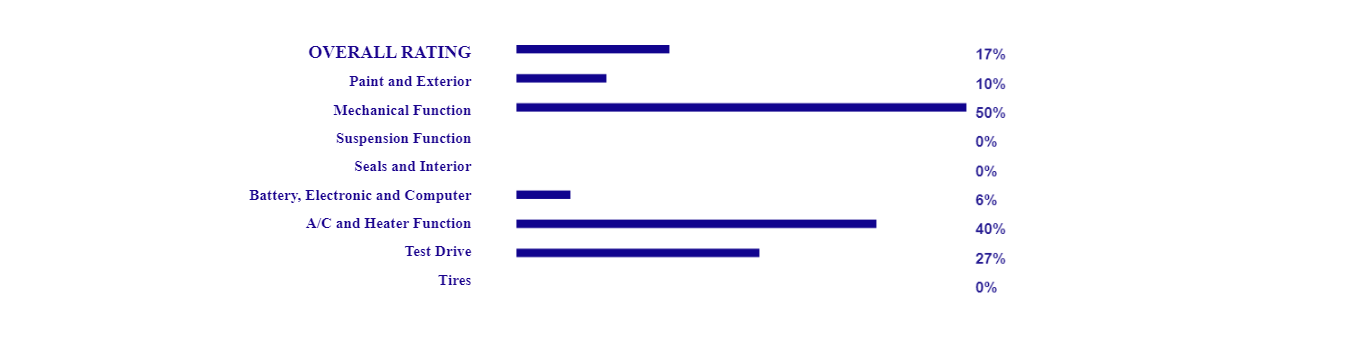 OVERALL RATING 17%
Paint and Exterior 10%
Mechanical Function 50%
Suspension Function 0%
Seals and Interior 0%
Battery, Electronic and Computer 6%
A/C and Heater Function 40%
Test Drive 27%
Tires 0%